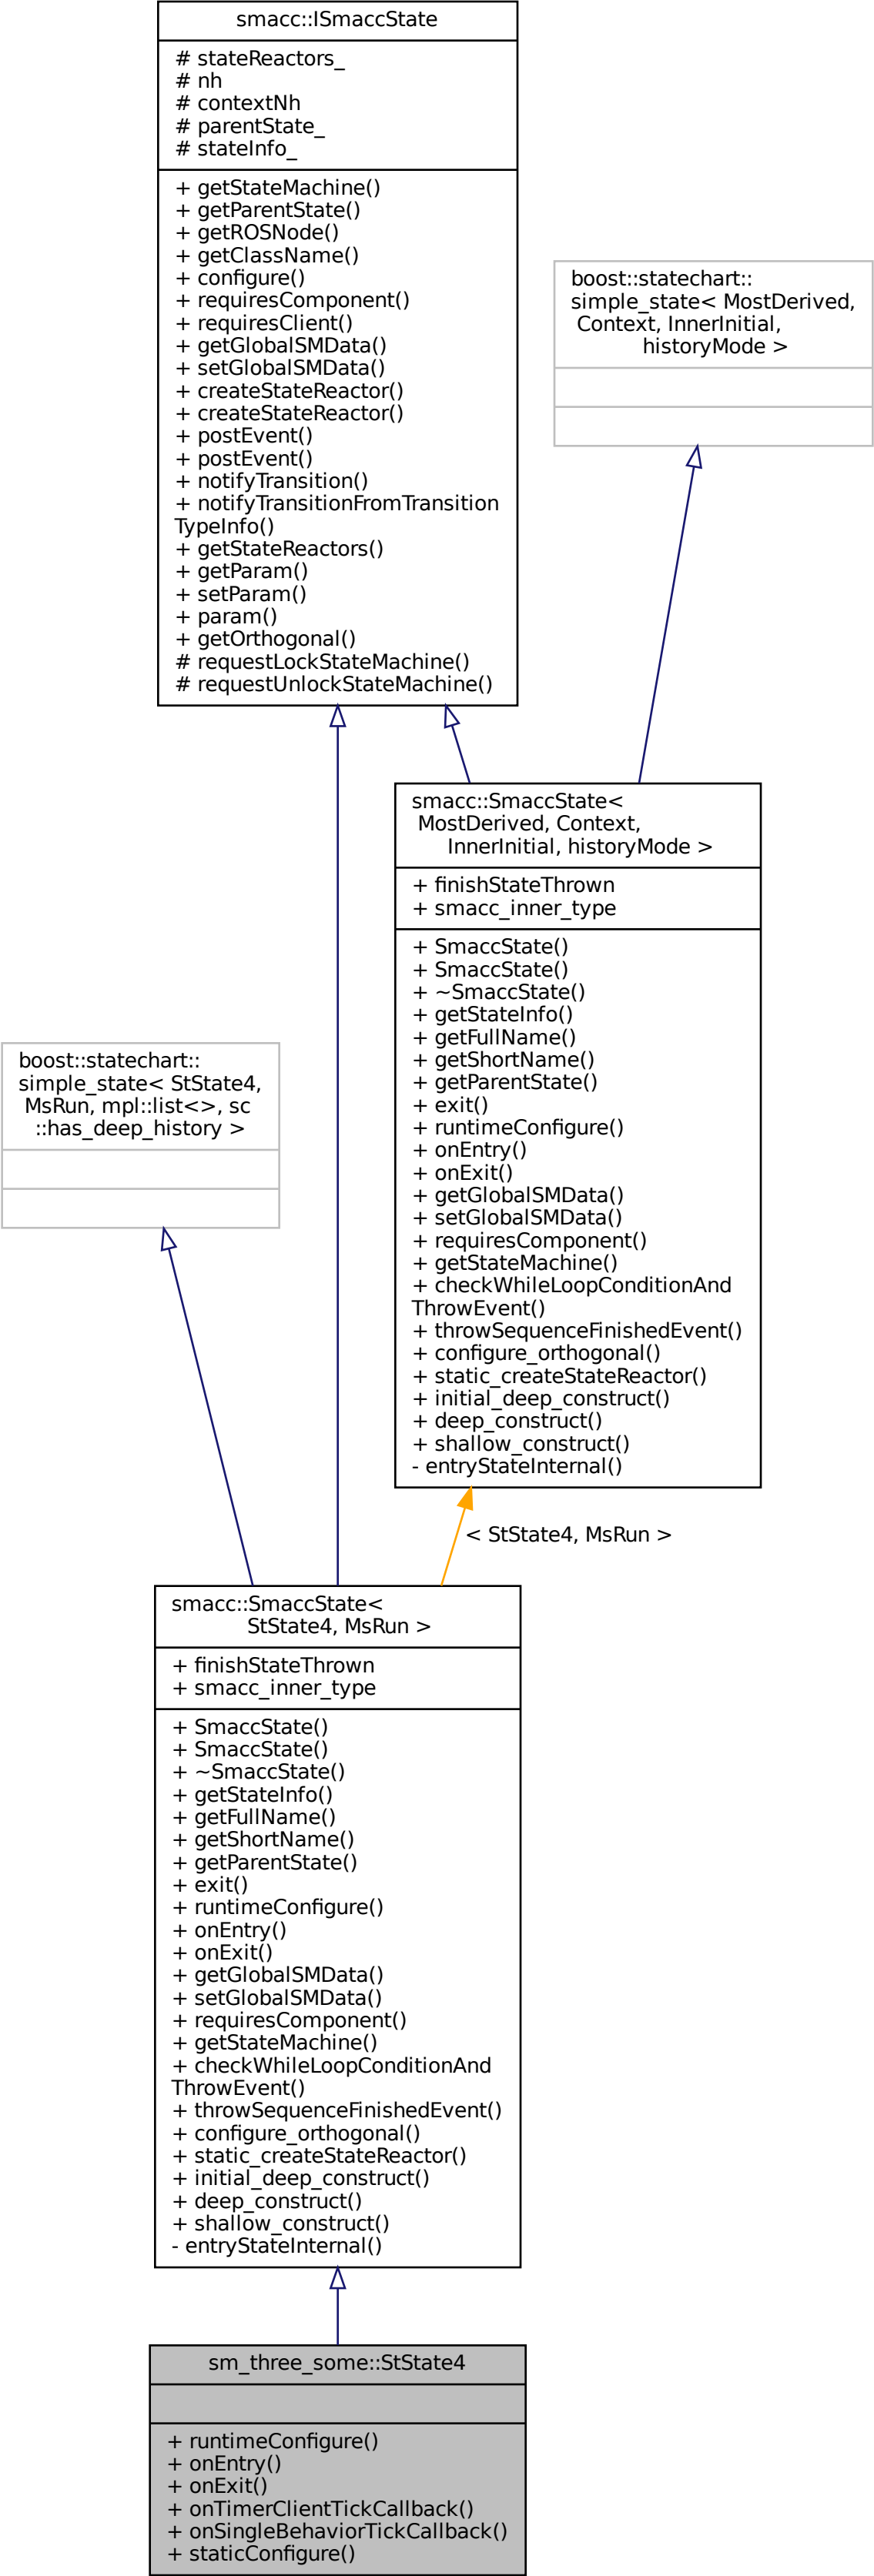 smacc::ISmaccState
# stateReactors_
# nh
# contextNh
# parentState_
# stateInfo_
+ getStateMachine()
+ getParentState()
+ getROSNode()
+ getClassName()
+ configure()
+ requiresComponent()
+ requiresClient()
+ getGlobalSMData()
+ setGlobalSMData()
+ createStateReactor()
+ createStateReactor()
+ postEvent()
+ postEvent()
+ notifyTransition()
+ notifyTransitionFromTransition
TypeInfo()
+ getStateReactors()
+ getParam()
+ setParam()
+ param()
+ getOrthogonal()
# requestLockStateMachine()
# requestUnlockStateMachine()
boost::statechart::
simple_state< MostDerived,
Context, InnerInitial,
historyMode >
smacc::SmaccState<
MostDerived, Context,
InnerInitial, historyMode >
+ finishStateThrown
+ smacc_inner_type
+ SmaccState()
+ SmaccState()
+ ~SmaccState()
+ getStateInfo()
+ getFullName()
+ getShortName()
+ getParentState()
+ exit()
+ runtimeConfigure()
+ onEntry()
+ onExit()
+ getGlobalSMData()
+ setGlobalSMData()
+ requiresComponent()
+ getStateMachine()
+ checkWhileLoopConditionAnd
ThrowEvent()
+ throwSequenceFinishedEvent()
+ configure_orthogonal()
+ static_createStateReactor()
+ initial_deep_construct()
+ deep_construct()
+ shallow_construct()
- entryStateInternal()
boost::statechart::
simple_state< StState4,
MsRun, mpl::list<>, sc
::has_deep_history >
< StState4, MsRun >
smacc::SmaccState<
StState4, MsRun >
+ finishStateThrown
+ smacc_inner_type
+ SmaccState()
+ SmaccState()
+ ~SmaccState()
+ getStateInfo()
+ getFullName()
+ getShortName()
+ getParentState()
+ exit()
+ runtimeConfigure()
+ onEntry()
+ onExit()
+ getGlobalSMData()
+ setGlobalSMData()
+ requiresComponent()
+ getStateMachine()
+ checkWhileLoopConditionAnd
ThrowEvent()
+ throwSequenceFinishedEvent()
+ configure_orthogonal()
+ static_createStateReactor()
+ initial_deep_construct()
+ deep_construct()
+ shallow_construct()
- entryStateInternal()
sm_three_some::StState4
+ runtimeConfigure()
+ onEntry()
+ onExit()
+ onTimerClientTickCallback()
+ onSingleBehaviorTickCallback()
+ staticConfigure()